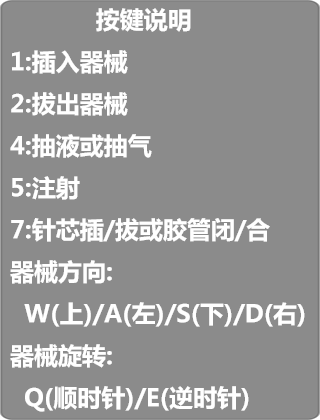 按键说明
1:插入器械
2:拔出器械
4:抽液或抽气
5:注射
7:针芯插/拔或胶管闭/合
器械方向:
W(上)/A(左)/S(下)/D(右)
器械旋转:
Q(顺时针)/E(逆时针)